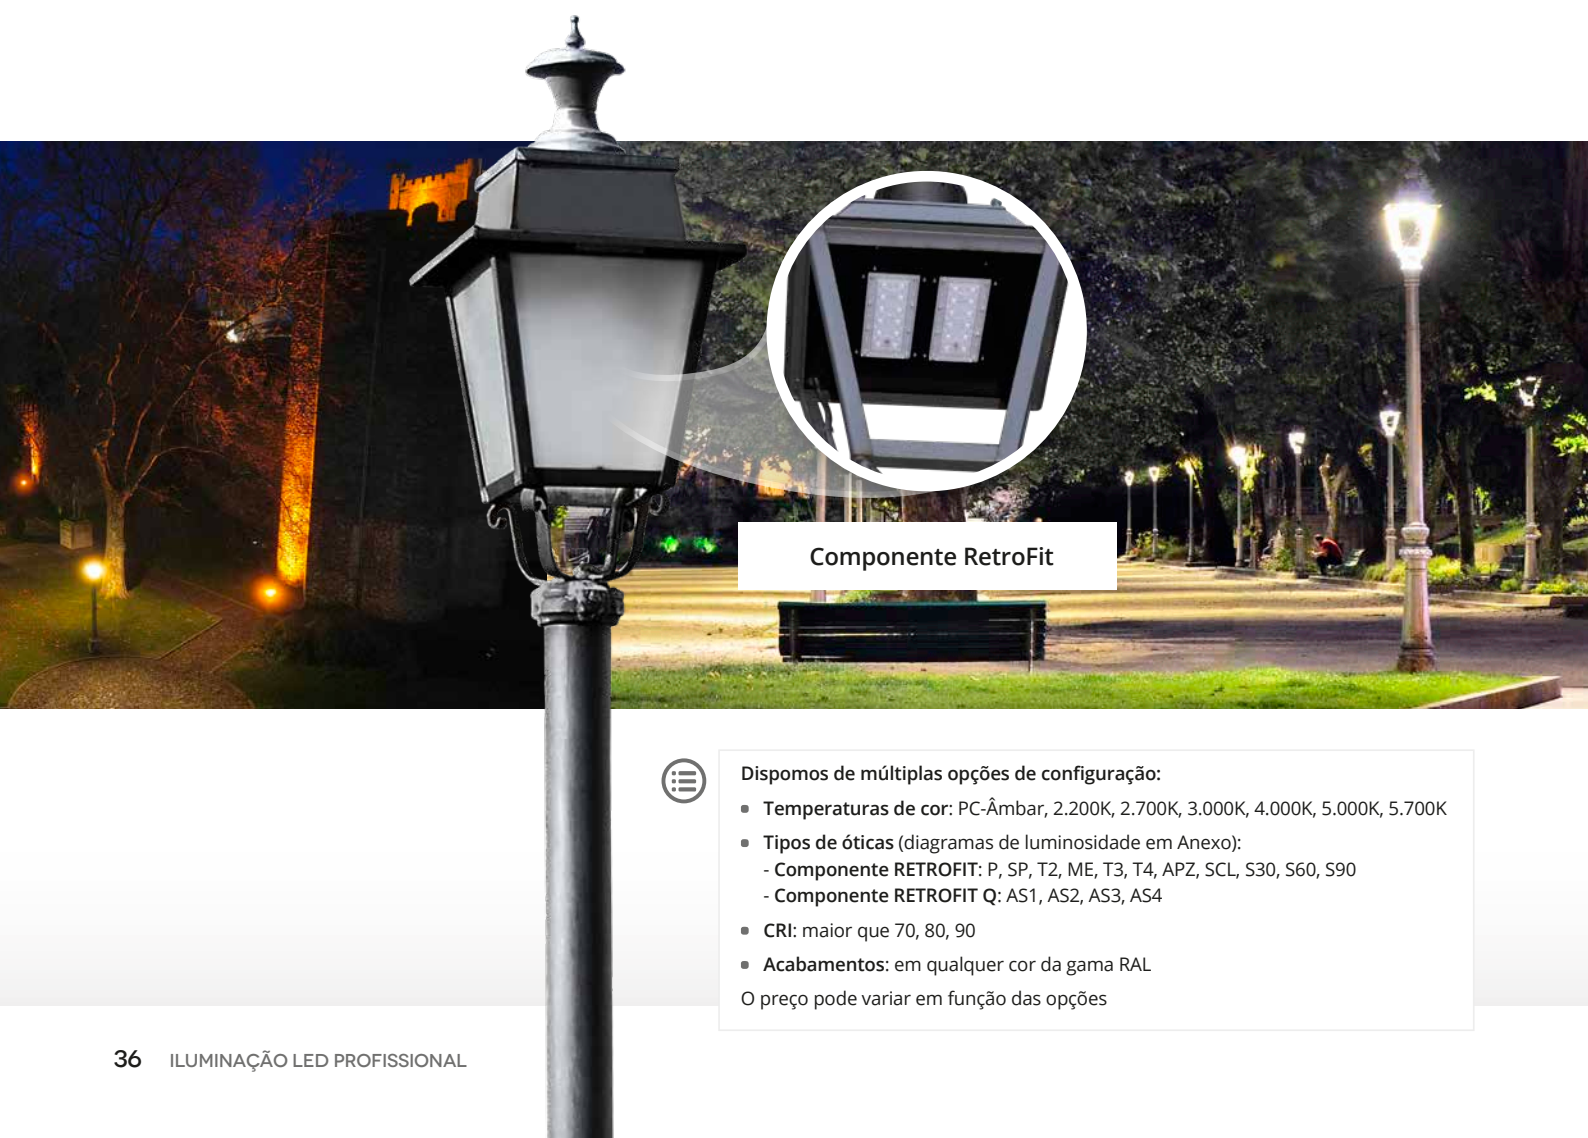 Componente RetroFit
Dispomos de múltiplas opções de configuração:
Temperaturas de cor: PC-Âmbar, 2.200K, 2.700K, 3.000K, 4.000K, 5.000K, 5.700K
Tipos de óticas (diagramas de luminosidade em Anexo):
- Componente RETROFIT: P, SP, T2, ME, T3, T4, APZ, SCL, S30, S60, S90
- Componente RETROFIT Q: AS1, AS2, AS3, AS4
CRI: maior que 70, 80, 90
Acabamentos: em qualquer cor da gama RAL
O preço pode variar em função das opções
36 ILUMINAÇÃO LED PROFISSIONAL